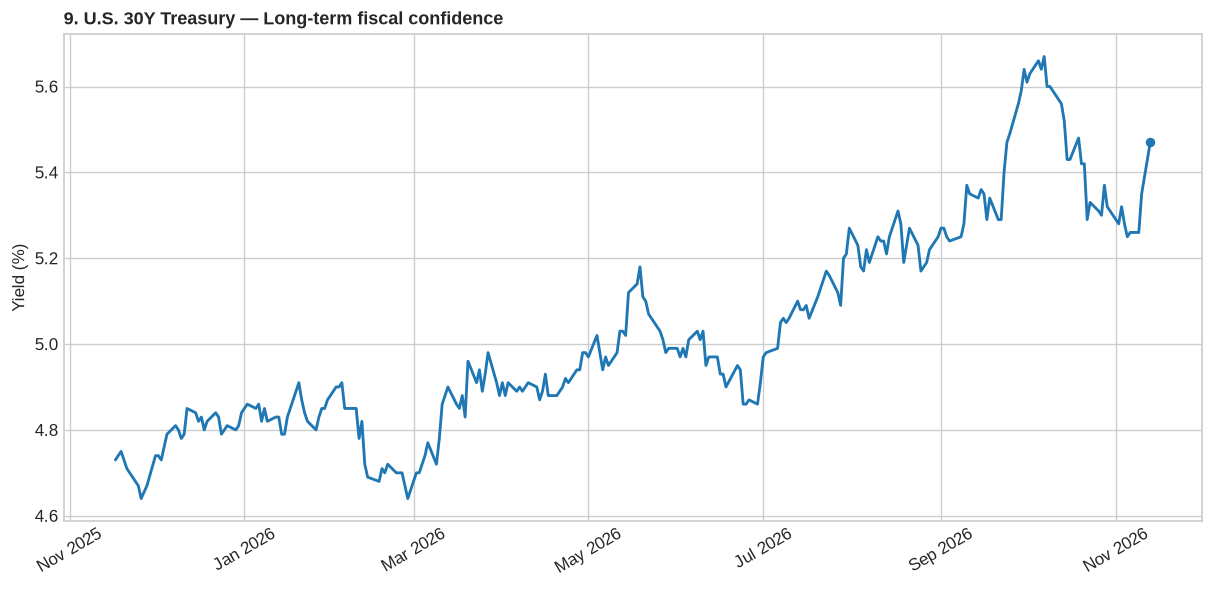 9. U.S. 30Y Treasury — Long-term fiscal confidence
Yield (%)
5.6
5.4
5.2
5.0
4.8
4.6
Nov 2025
Jan 2026
Mar 2026
May 2026
Jul 2026
Sep 2026
Nov 2026